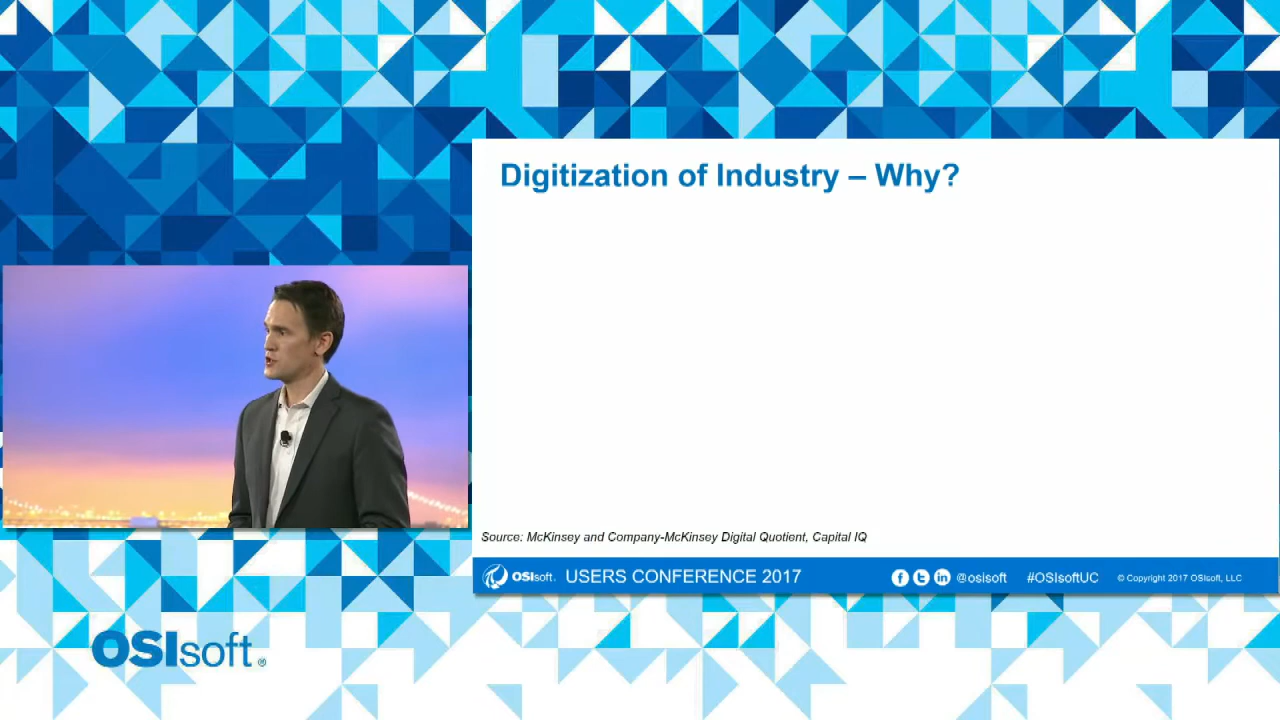 Digitization of Industry – Why?
Source: McKinsey and Company-McKinsey Digital Quotient, Capital IQ
OSIsoft. USERS CONFERENCE 2017 @osisoft #OSIsoftUC © Copyright 2017 OSIsoft, LLC
OSIsoft®